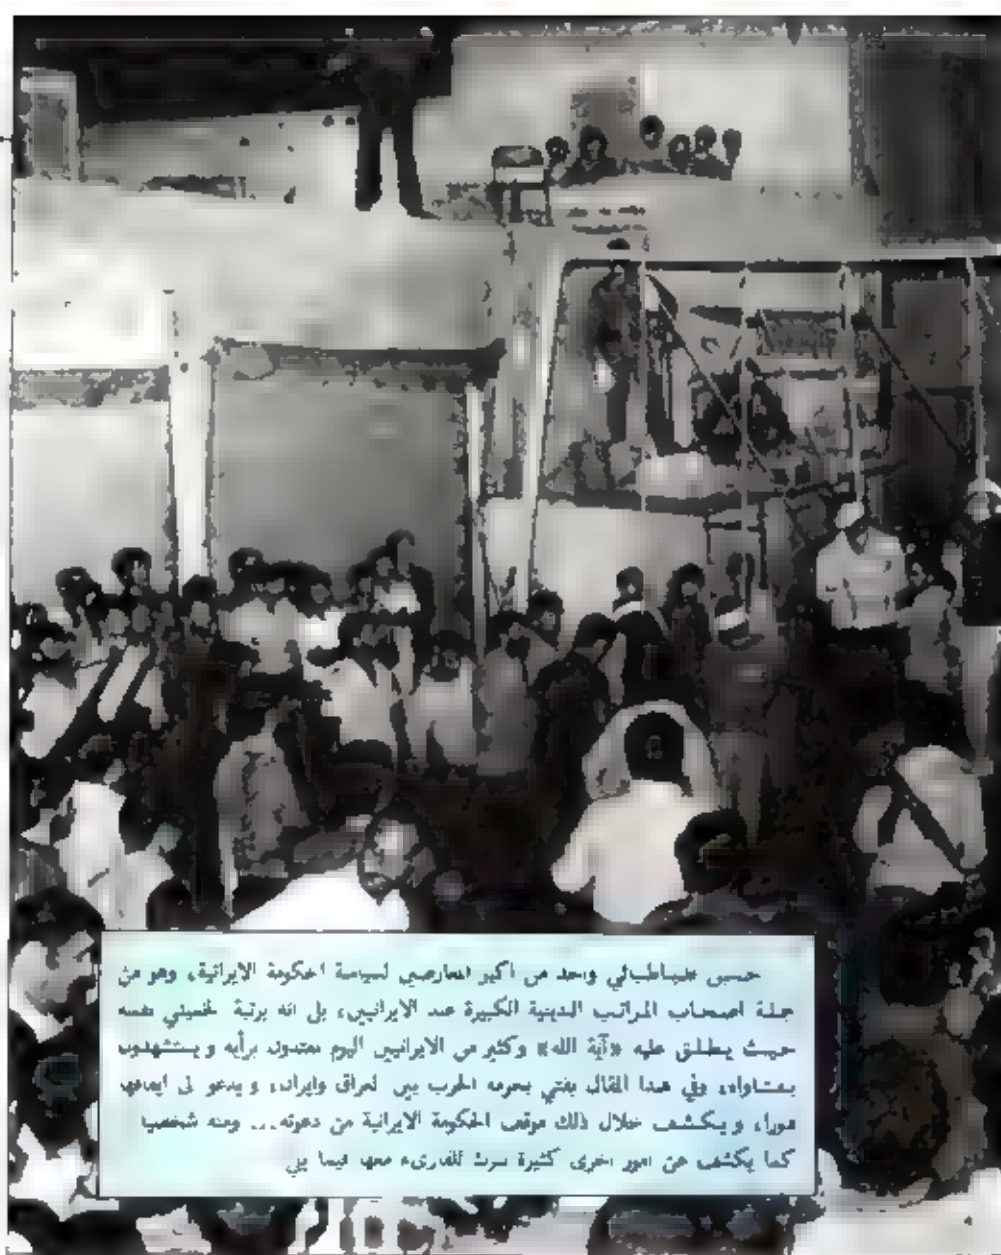 حسن طباطبائي واحد من اكبر المعارضين لسياسة الحكومة الايرانية، وهو من
جملة اصحاب المراتب الدينية الكبيرة عند الايرانيين، بل انه برتبة خميني نفسه
حيث يطلق عليه «آية الله» وكثير من الايرانيين اليوم يعتدون برأيه ويستشهدون
بفتاواه، وفي هذا المقال يفتي بحرمة الحرب بين العراق وايران، ويدعو الى ايقافها
فورا، ويكشف خلال ذلك موقف الحكومة الايرانية من دعوته... ومنه شخصيا
كما يكشف عن امور اخرى كثيرة نترك للقارىء معها فيما يلي